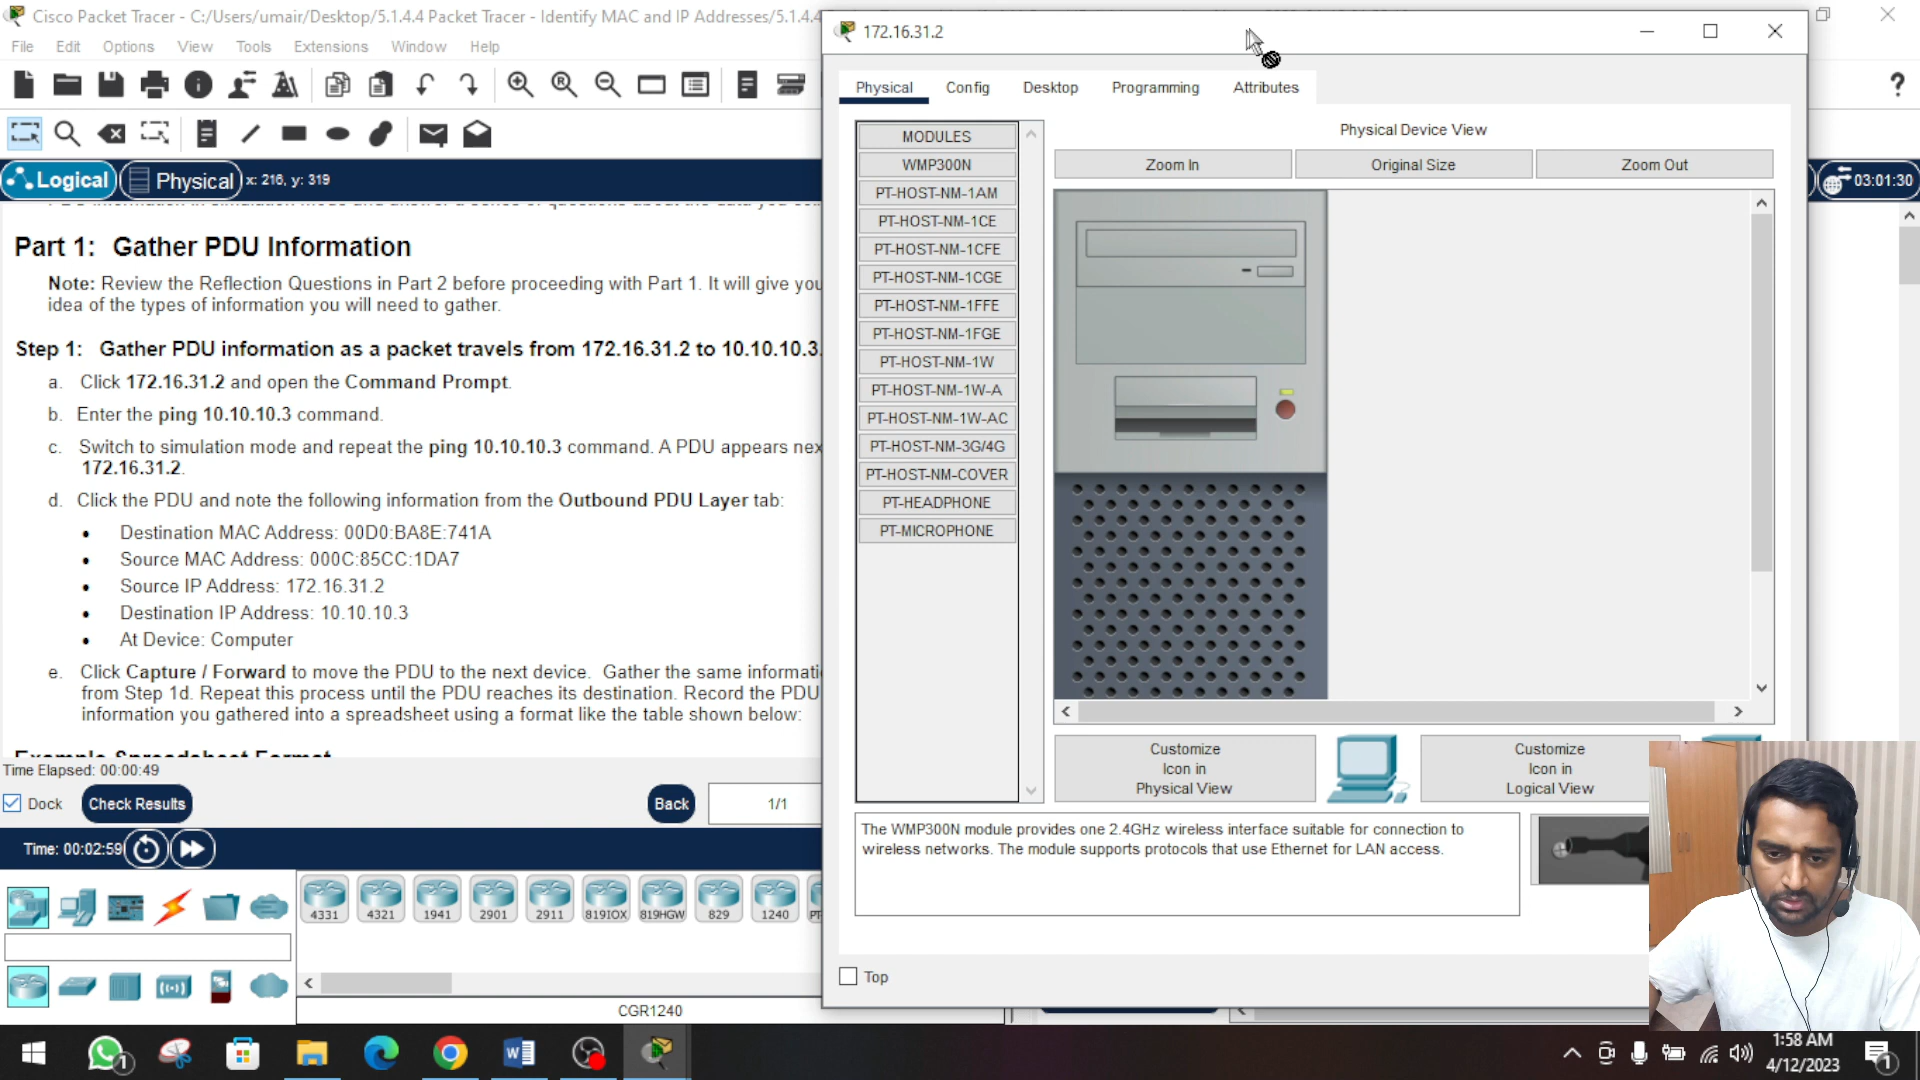 Cisco Packet Tracer - C:/Users/umair/Desktop/5.1.4.4 Packet Tracer - Identify MAC and IP Addresses/5.1.4.4
File Edit Options View Tools Extensions Window Help
Logical
Physical
x: 216, y: 319
03:01:30
Part 1: Gather PDU Information
Note: Review the Reflection Questions in Part 2 before proceeding with Part 1. It will give you
idea of the types of information you will need to gather.
Step 1: Gather PDU information as a packet travels from 172.16.31.2 to 10.10.10.3.
a. Click 172.16.31.2 and open the Command Prompt.
b. Enter the ping 10.10.10.3 command.
c. Switch to simulation mode and repeat the ping 10.10.10.3 command. A PDU appears nex
172.16.31.2.
d. Click the PDU and note the following information from the Outbound PDU Layer tab:
• Destination MAC Address: 00D0:BA8E:741A
• Source MAC Address: 000C:85CC:1DA7
• Source IP Address: 172.16.31.2
• Destination IP Address: 10.10.10.3
• At Device: Computer
e. Click Capture / Forward to move the PDU to the next device. Gather the same informati
from Step 1d. Repeat this process until the PDU reaches its destination. Record the PDU
information you gathered into a spreadsheet using a format like the table shown below:
Example Spreadsheet Format
Time Elapsed: 00:00:49
Dock
Check Results
Back
1/1
Time: 00:02:59
4331
4321
1941
2901
2911
819IOX
819HGW
829
1240
PT
CGR1240
172.16.31.2
Physical Config Desktop Programming Attributes
MODULES
WMP300N
PT-HOST-NM-1AM
PT-HOST-NM-1CE
PT-HOST-NM-1CFE
PT-HOST-NM-1CGE
PT-HOST-NM-1FFE
PT-HOST-NM-1FGE
PT-HOST-NM-1W
PT-HOST-NM-1W-A
PT-HOST-NM-1W-AC
PT-HOST-NM-3G/4G
PT-HOST-NM-COVER
PT-HEADPHONE
PT-MICROPHONE
Physical Device View
Zoom In
Original Size
Zoom Out
Customize
Icon in
Physical View
Customize
Icon in
Logical View
The WMP300N module provides one 2.4GHz wireless interface suitable for connection to
wireless networks. The module supports protocols that use Ethernet for LAN access.
Top
1
1:58 AM
4/12/2023
1